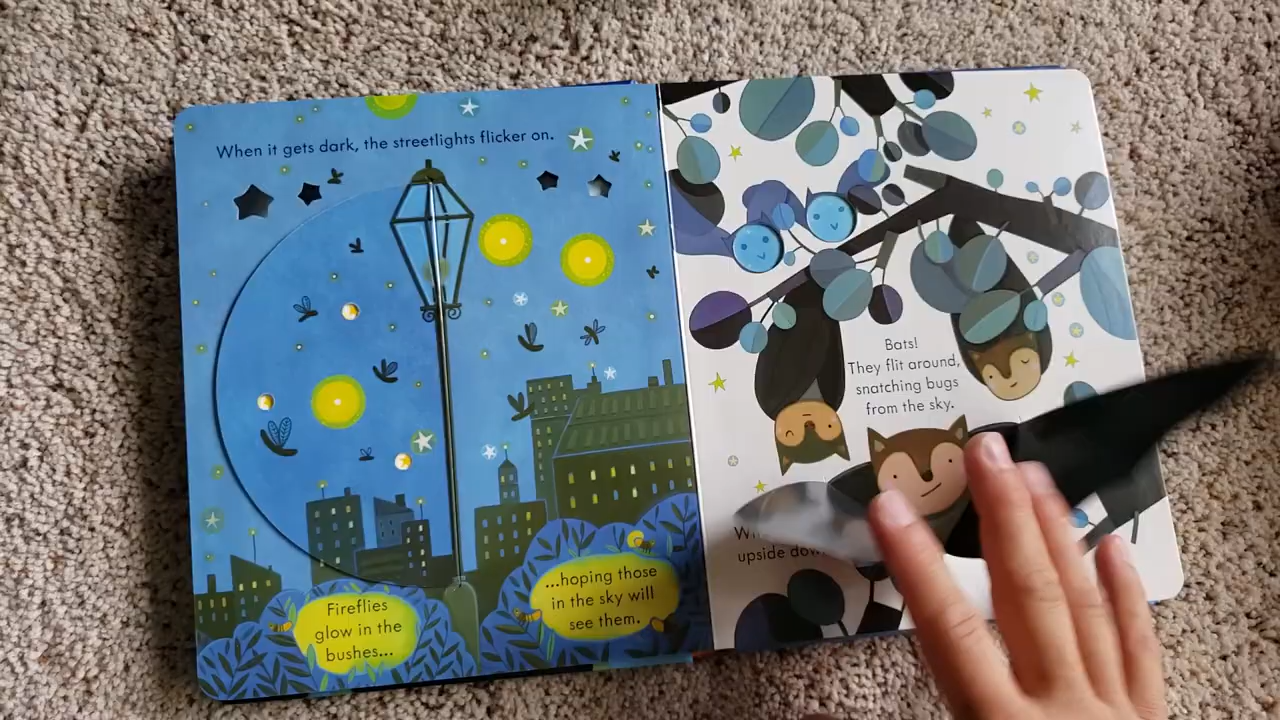 When it gets dark, the streetlights flicker on.
Fireflies
glow in the
bushes...
...hoping those
in the sky will
see them.
Bats!
They flit around,
snatching bugs
from the sky.
upside